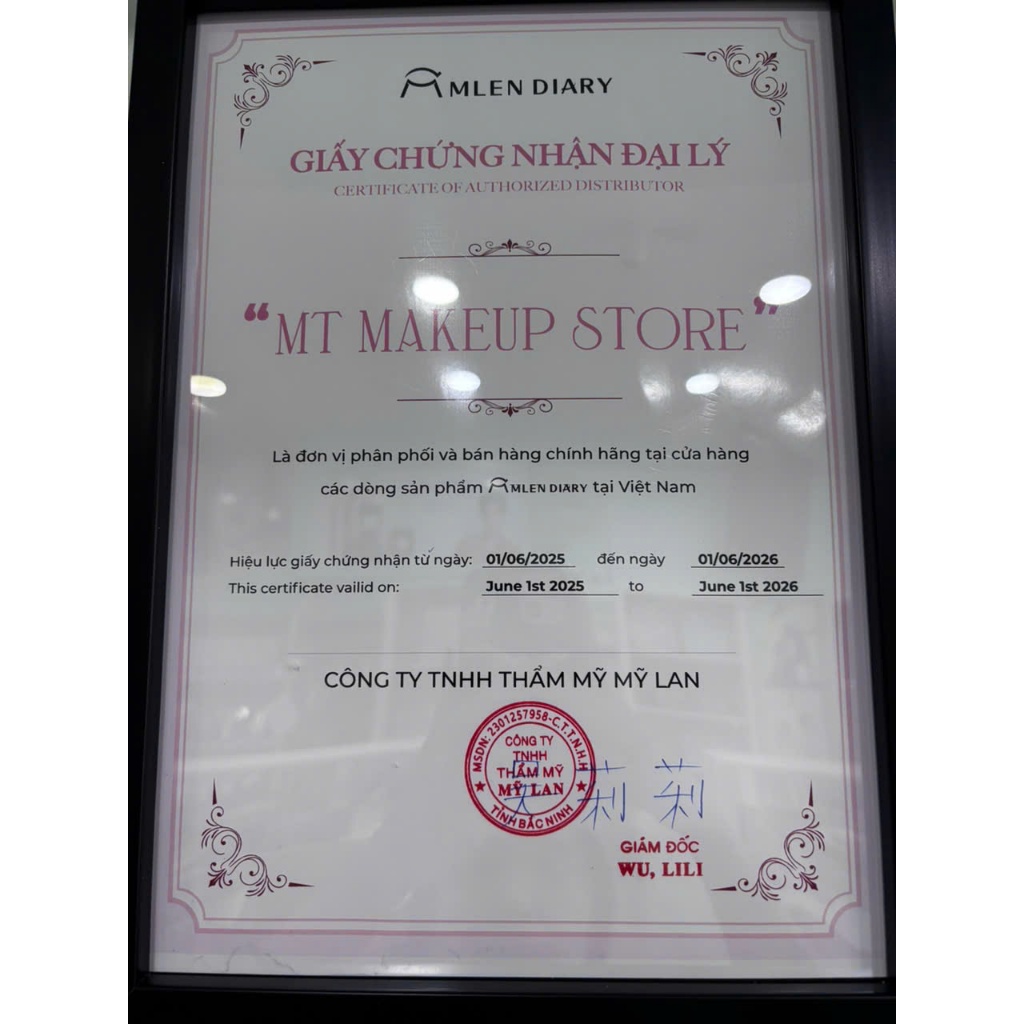 AMLEN DIARY
GIẤY CHỨNG NHẬN ĐẠI LÝ
CERTIFICATE OF AUTHORIZED DISTRIBUTOR
“MT MAKEUP STORE”
Là đơn vị phân phối và bán hàng chính hãng tại cửa hàng
các dòng sản phẩm AMLEN DIARY tại Việt Nam
Hiệu lực giấy chứng nhận từ ngày: 01/06/2025 đến ngày 01/06/2026
This certificate vailid on: June 1st 2025 to June 1st 2026
CÔNG TY TNHH THẨM MỸ MỸ LAN
MSDN: 2301257958-C.T.T.N.H.H
CÔNG TY
TNHH
THẨM MỸ
MỸ LAN
TỈNH BẮC NINH
吴莉莉
GIÁM ĐỐC
WU, LILI